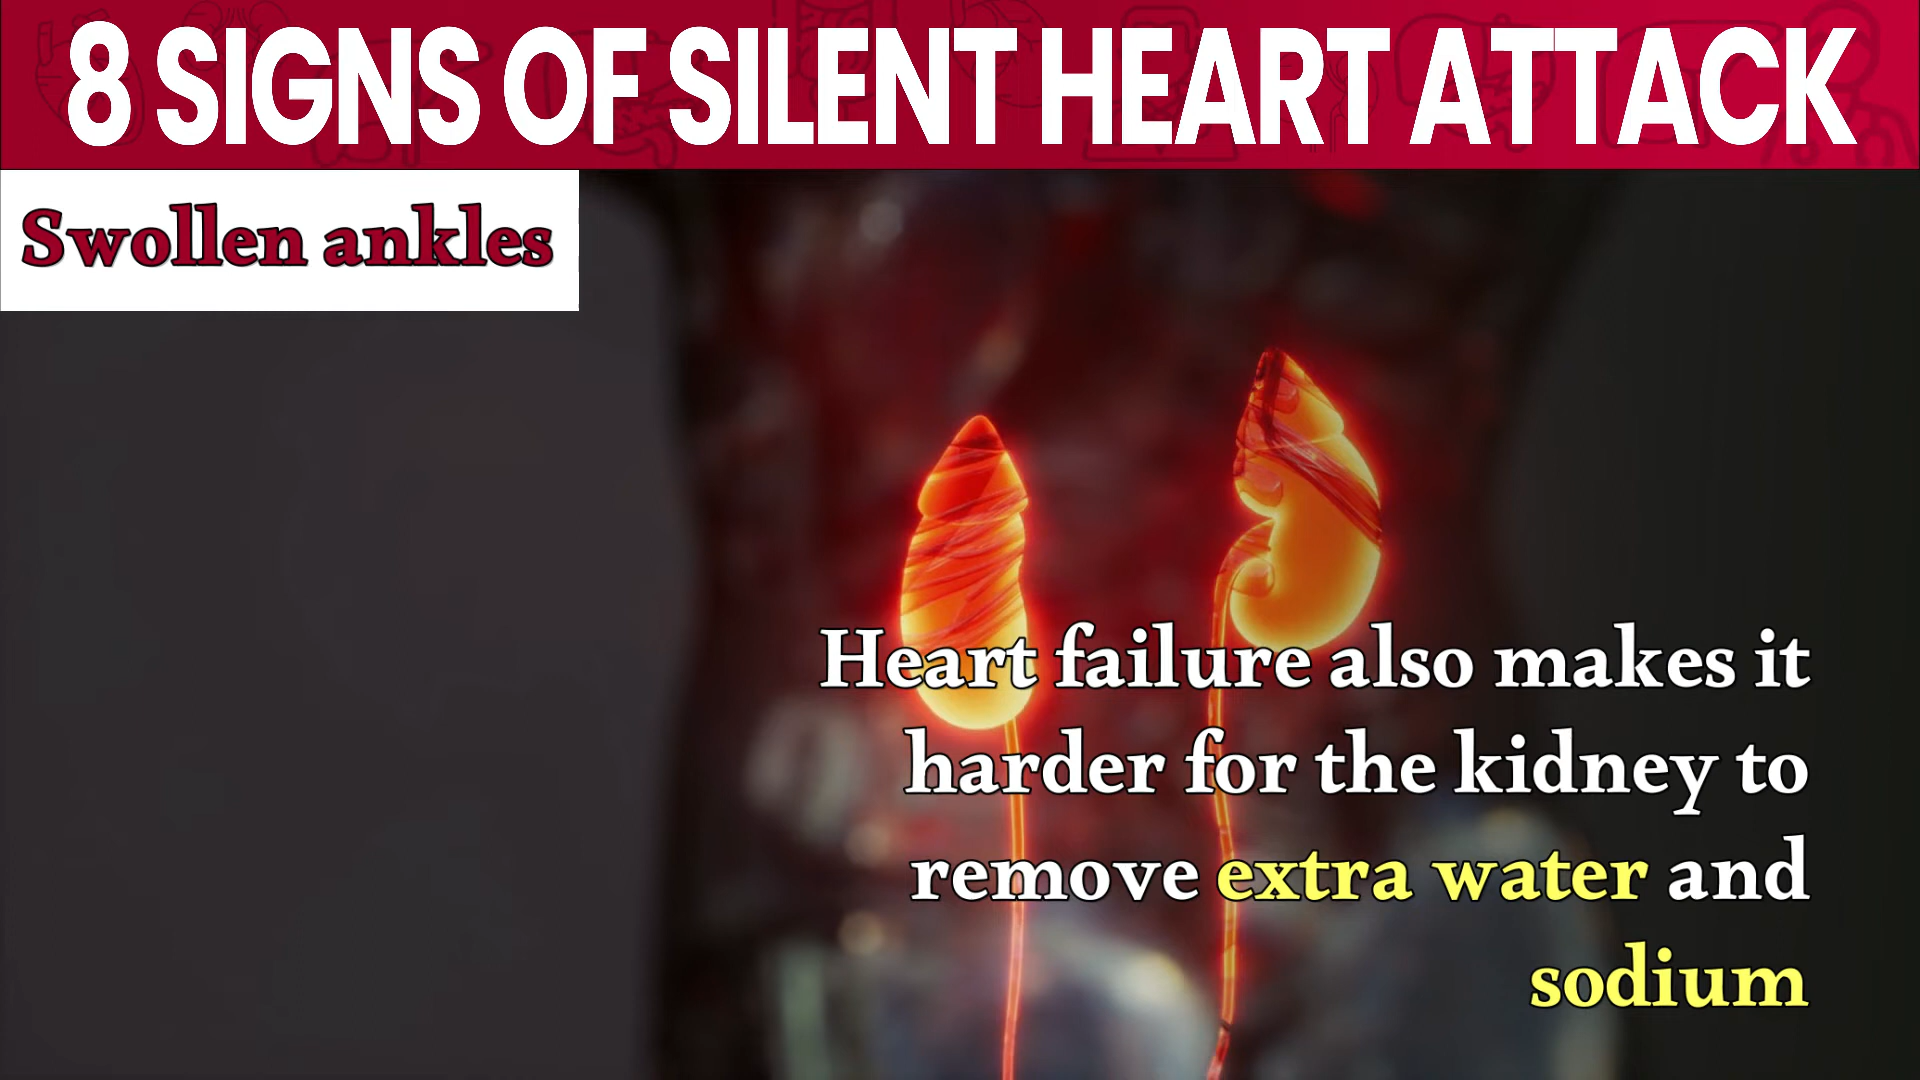 8 SIGNS OF SILENT HEART ATTACK
Swollen ankles
Heart failure also makes it
harder for the kidney to
remove extra water and
sodium